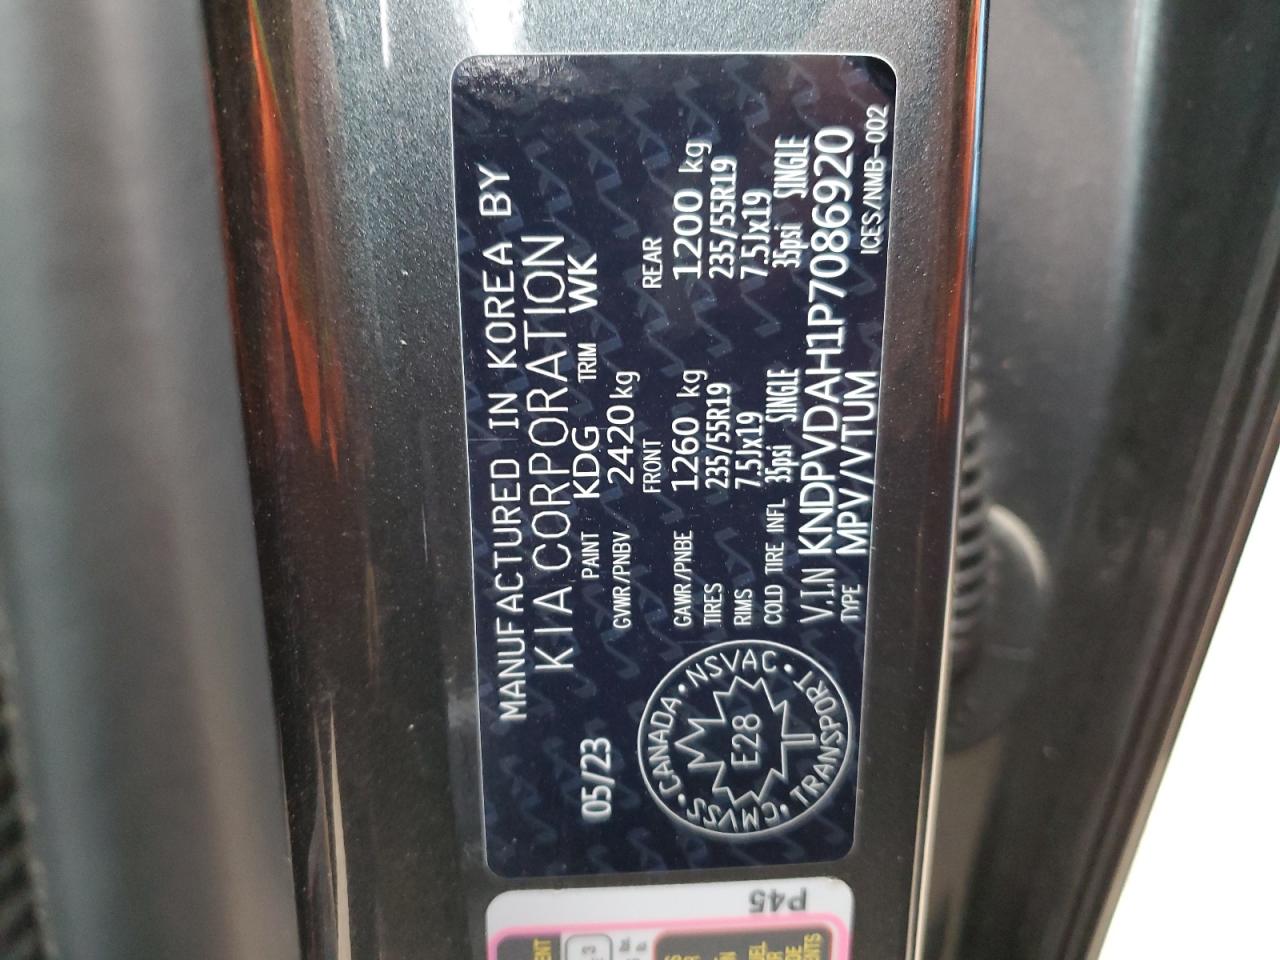 MANUFACTURED IN KOREA BY
KIA CORPORATION
05/23
PAINT KDG TRIM WK
GVWR/PNBV 2420 kg
FRONT REAR
GAWR/PNBE 1260 kg 1200 kg
TIRES 235/55R19 235/55R19
RIMS 7.5Jx19 7.5Jx19
COLD TIRE INFL 35psi SINGLE 35psi SINGLE
V.I.N KNDPVDAH1P7086920
TYPE MPV/VTUM
ICES/NMB-002
CANADA • NSVAC • TRANSPORT • CMVSS •
E28
P45